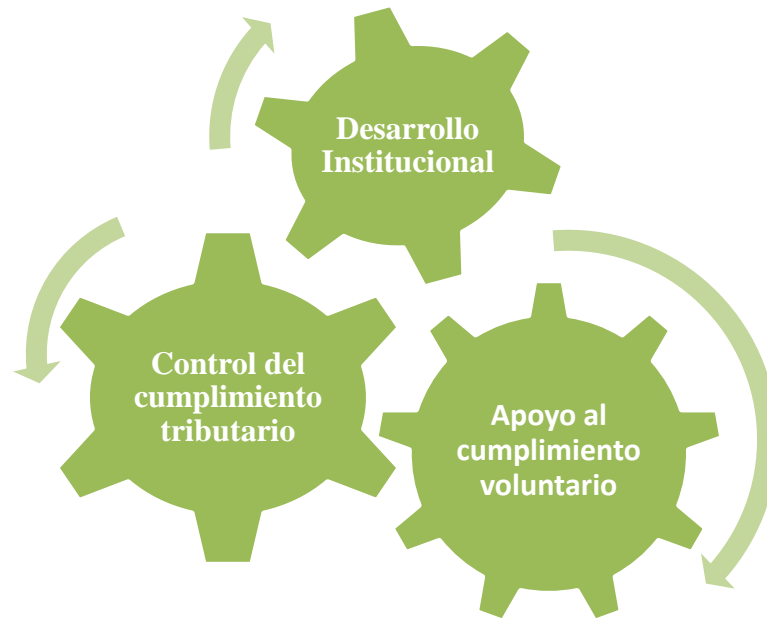 Desarrollo
Institucional
Control del
cumplimiento
tributario
Apoyo al
cumplimiento
voluntario